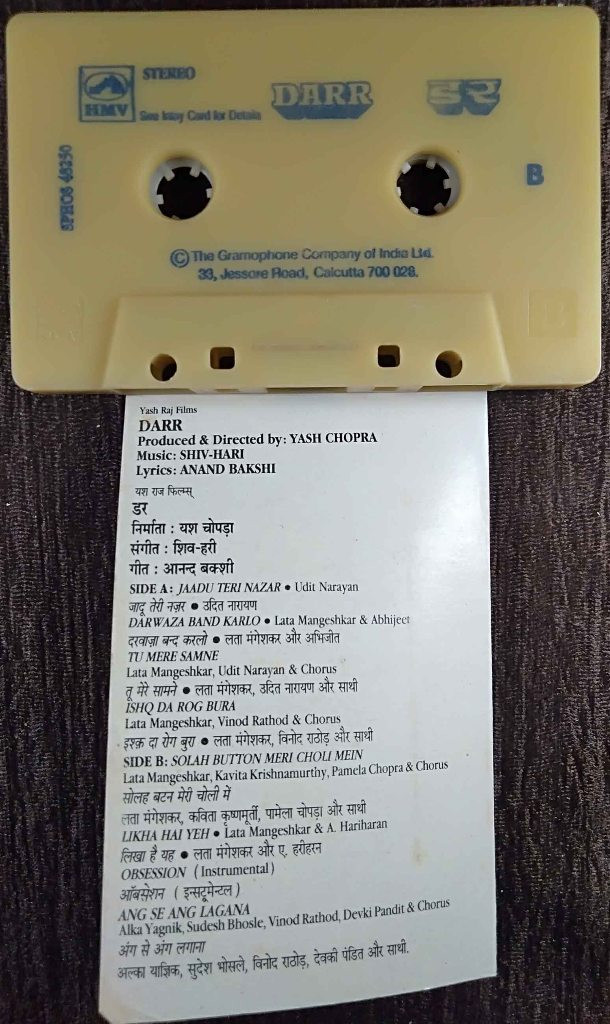 STEREO
HMV
See Inlay Card for Details
DARR
डर
SPHOS 48250
B
© The Gramophone Company of India Ltd.
33, Jessore Road, Calcutta 700 028.
Yash Raj Films
DARR
Produced & Directed by: YASH CHOPRA
Music: SHIV-HARI
Lyrics: ANAND BAKSHI
यश राज फिल्म्स्
डर
निर्माता : यश चोपड़ा
संगीत : शिव-हरी
गीत : आनन्द बक्शी
SIDE A: JAADU TERI NAZAR ● Udit Narayan
जादू तेरी नज़र ● उदित नारायण
DARWAZA BAND KARLO ● Lata Mangeshkar & Abhijeet
दरवाज़ा बन्द करलो ● लता मंगेशकर और अभिजीत
TU MERE SAMNE
Lata Mangeshkar, Udit Narayan & Chorus
तू मेरे सामने ● लता मंगेशकर, उदित नारायण और साथी
ISHQ DA ROG BURA
Lata Mangeshkar, Vinod Rathod & Chorus
इश्क़ दा रोग बुरा ● लता मंगेशकर, विनोद राठोड़ और साथी
SIDE B: SOLAH BUTTON MERI CHOLI MEIN
Lata Mangeshkar, Kavita Krishnamurthy, Pamela Chopra & Chorus
सोलह बटन मेरी चोली में
लता मंगेशकर, कविता कृष्णमूर्ती, पामेला चोपड़ा और साथी
LIKHA HAI YEH ● Lata Mangeshkar & A. Hariharan
लिखा है यह ● लता मंगेशकर और ए. हरीहरन
OBSESSION (Instrumental)
ऑबसे़शन ( इन्सट्रूमेन्टल )
ANG SE ANG LAGANA
Alka Yagnik, Sudesh Bhosle, Vinod Rathod, Devki Pandit & Chorus
अंग से अंग लगाना
अल्का याज्ञिक, सुदेश भोसले, विनोद राठोड़, देवकी पंडित और साथी.